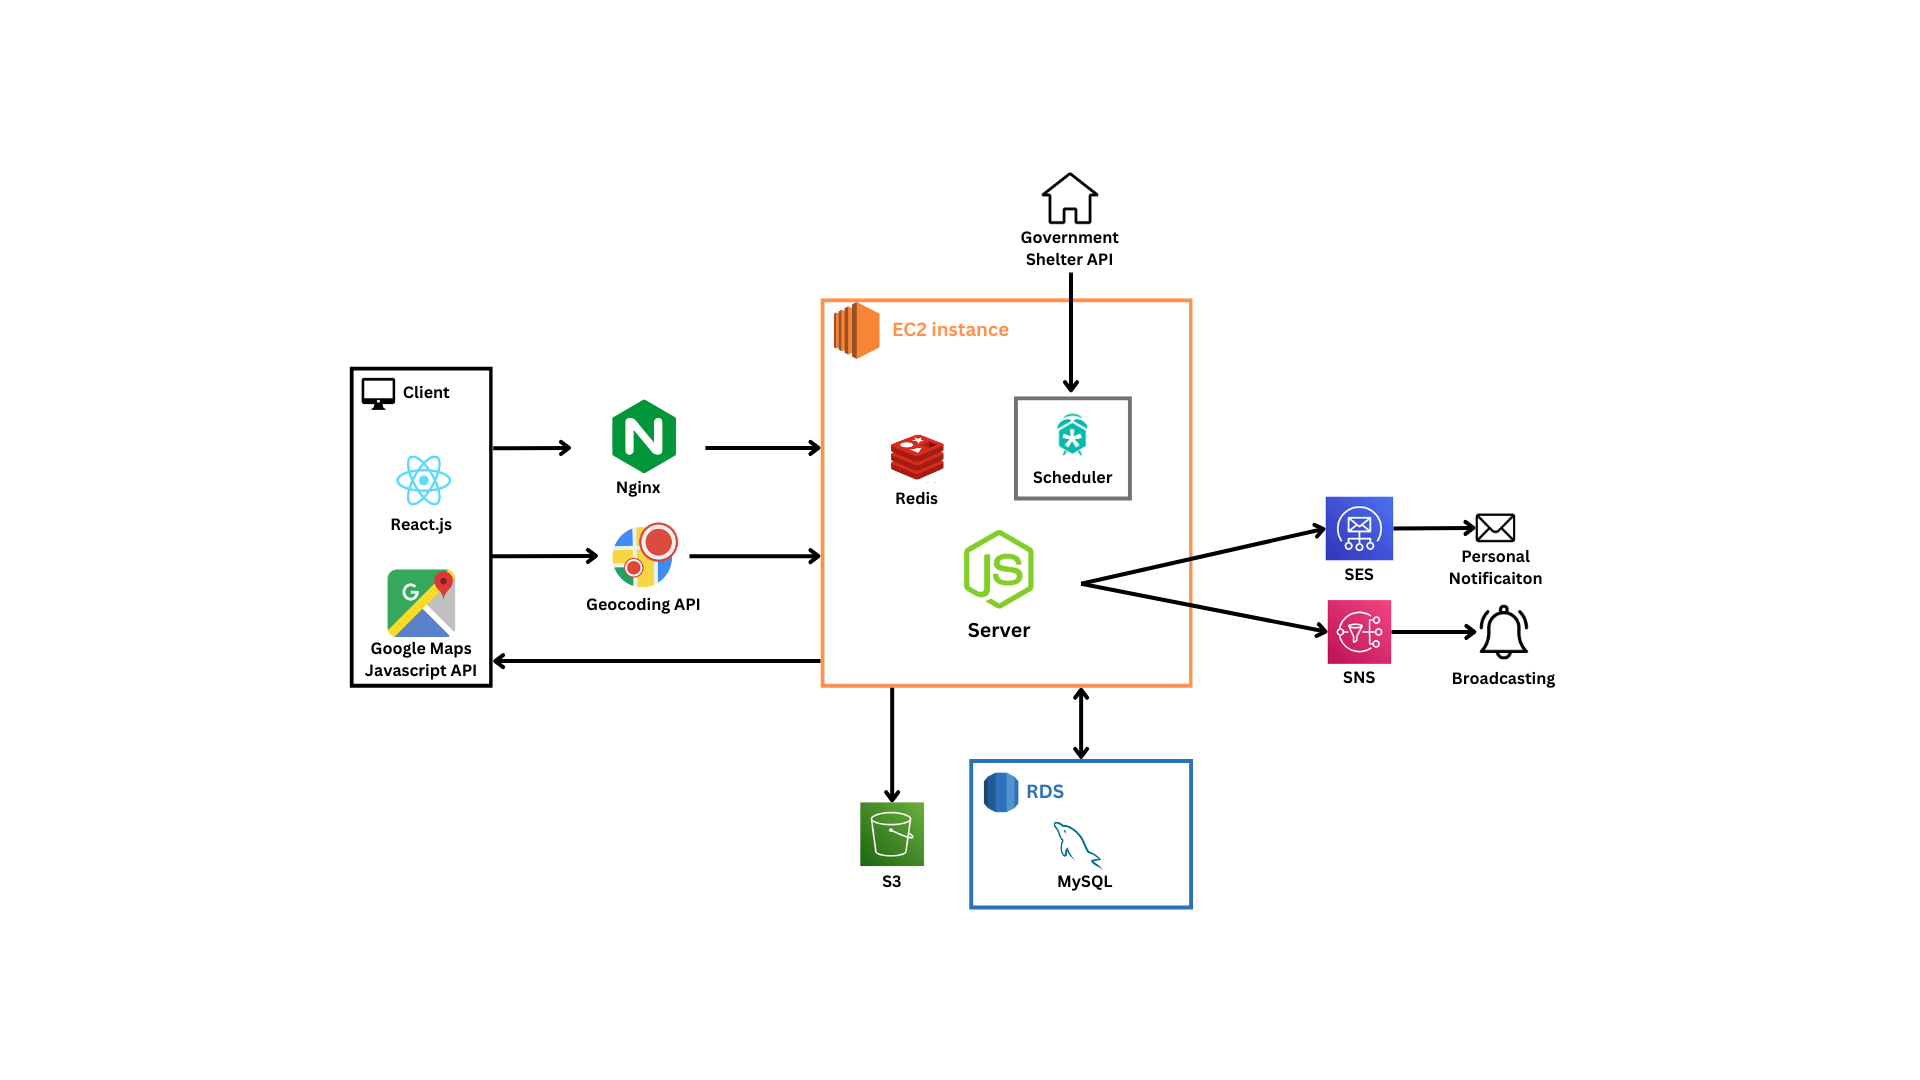 Government
Shelter API
EC2 instance
Client
Nginx
Redis
Scheduler
React.js
Geocoding API
Server
Google Maps
Javascript API
SES
Personal
Notificaiton
SNS
Broadcasting
S3
RDS
MySQL